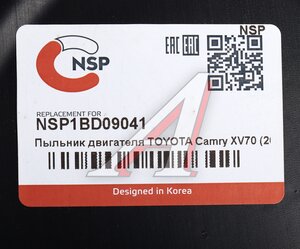 NSP
NSP
EAC EAC
REPLACEMENT FOR
NSP1BD09041
Пыльник двигателя TOYOTA Camry XV70 (20
Designed in Korea